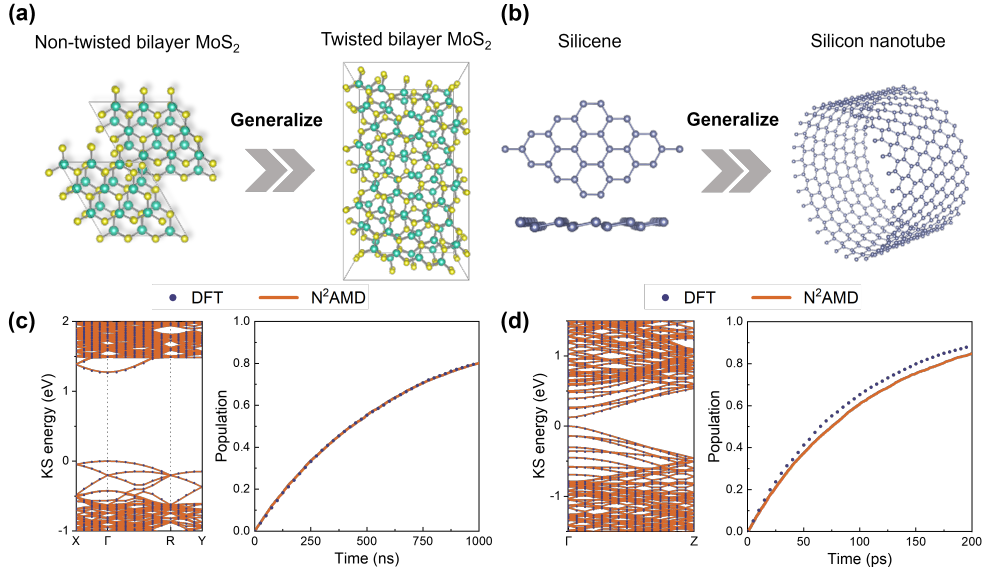 (a)
Non-twisted bilayer MoS₂
Twisted bilayer MoS₂
Generalize
(b)
Silicene
Silicon nanotube
Generalize
DFT
N²AMD
DFT
N²AMD
(c)
KS energy (eV)
2
1
0
-1
X
Γ
R
Y
Population
1.0
0.8
0.6
0.4
0.2
0.0
0
250
500
750
1000
Time (ns)
(d)
KS energy (eV)
1
0
-1
Γ
Z
Population
1.0
0.8
0.6
0.4
0.2
0.0
0
50
100
150
200
Time (ps)